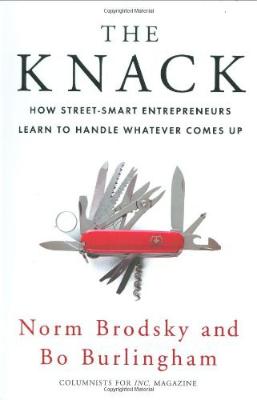 THE
KNACK
HOW STREET-SMART ENTREPRENEURS
LEARN TO HANDLE WHATEVER COMES UP
Norm Brodsky and
Bo Burlingham
COLUMNISTS FOR INC. MAGAZINE